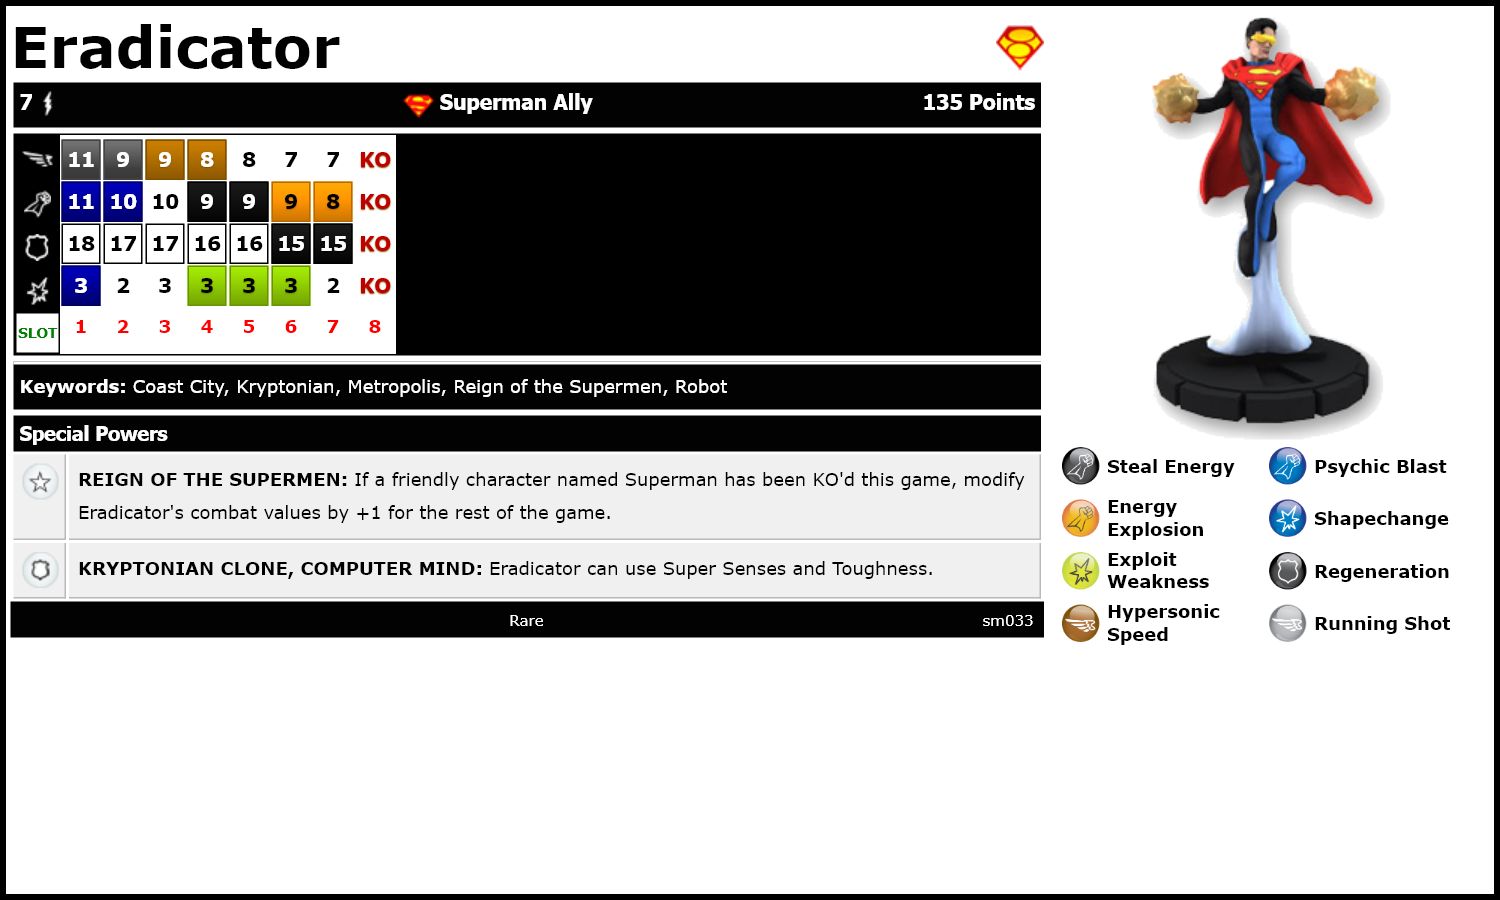 Eradicator
7 Superman Ally 135 Points
11 9 9 8 8 7 7 KO
11 10 10 9 9 9 8 KO
18 17 17 16 16 15 15 KO
3 2 3 3 3 3 2 KO
SLOT 1 2 3 4 5 6 7 8
Keywords: Coast City, Kryptonian, Metropolis, Reign of the Supermen, Robot
Special Powers
REIGN OF THE SUPERMEN: If a friendly character named Superman has been KO'd this game, modify
Eradicator's combat values by +1 for the rest of the game.
KRYPTONIAN CLONE, COMPUTER MIND: Eradicator can use Super Senses and Toughness.
Rare sm033
Steal Energy
Psychic Blast
Energy
Explosion
Shapechange
Exploit
Weakness
Regeneration
Hypersonic
Speed
Running Shot